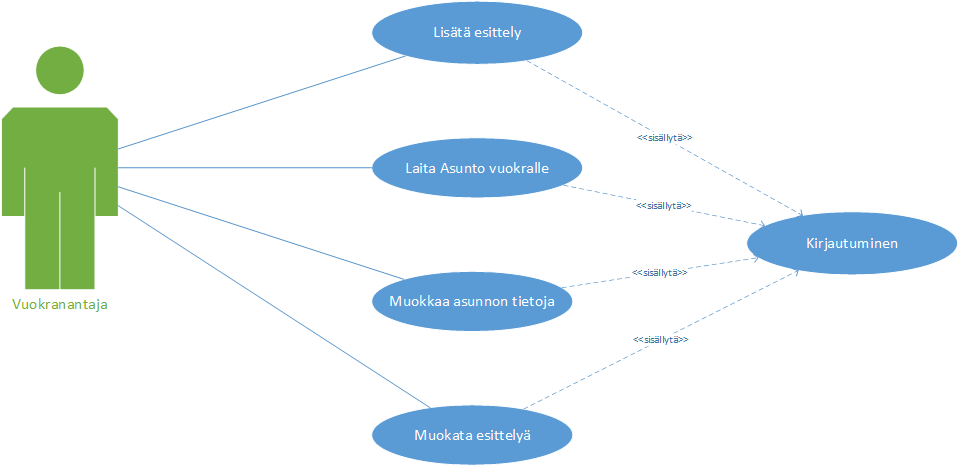 Lisätä esittely
<<sisällytä>>
Laita Asunto vuokralle
<<sisällytä>>
Kirjautuminen
<<sisällytä>>
Muokkaa asunnon tietoja
Vuokranantaja
<<sisällytä>>
Muokata esittelyä